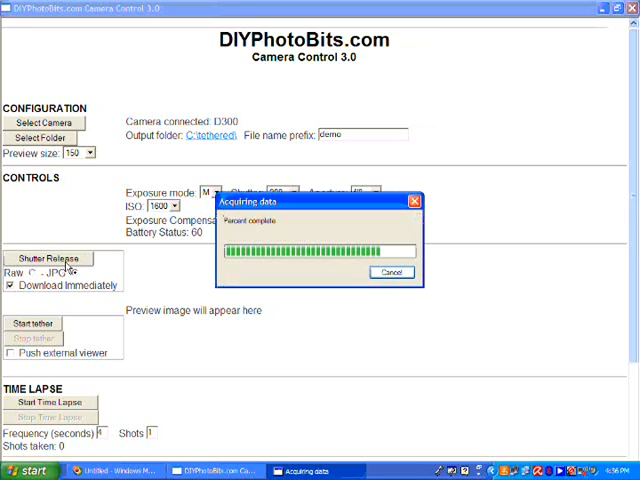 DIYPhotoBits.com Camera Control 3.0
DIYPhotoBits.com
Camera Control 3.0
CONFIGURATION
Select Camera
Camera connected: D300
Select Folder
Output folder: C:\tethered\ File name prefix: demo
Preview size: 150
CONTROLS
Exposure mode: M
ISO: 1600
Exposure Compensa
Battery Status: 60
Acquiring data
Percent complete
Cancel
Shutter Release
Raw - JPG
Download Immediately
Preview image will appear here
Start tether
Stop tether
Push external viewer
TIME LAPSE
Start Time Lapse
Stop Time Lapse
Frequency (seconds) 4 Shots 1
Shots taken: 0
start
Untitled - Windows M...
DIYPhotoBits.com Ca...
Acquiring data
4:36 PM